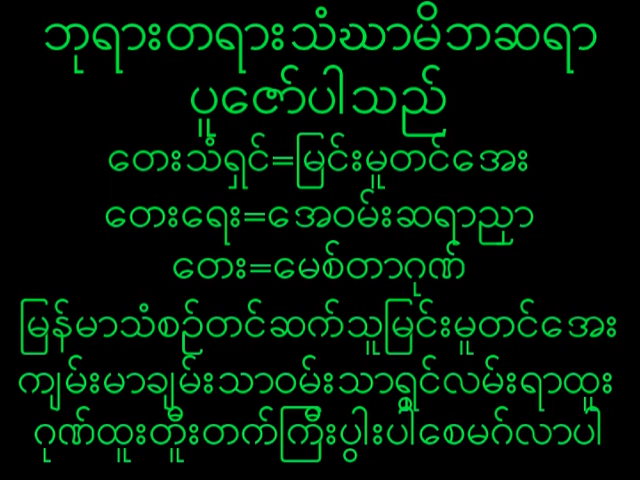 ဘုရားတရားသံဃာမိဘဆရာ
ပူဇော်ပါသည်
တေးသံရှင်=မြင်းမူတင်အေး
တေးရေး=အေဝမ်းဆရာညှာ
တေး=မေစ်တာဂုဏ်
မြန်မာသံစဉ်တင်ဆက်သူမြင်းမူတင်အေး
ကျမ်းမာချမ်းသာဝမ်းသာရွှင်လမ်းရာထူး
ဂုဏ်ထူးတိူးတက်ကြီးပွါးပါစေမင်္ဂလာပါ